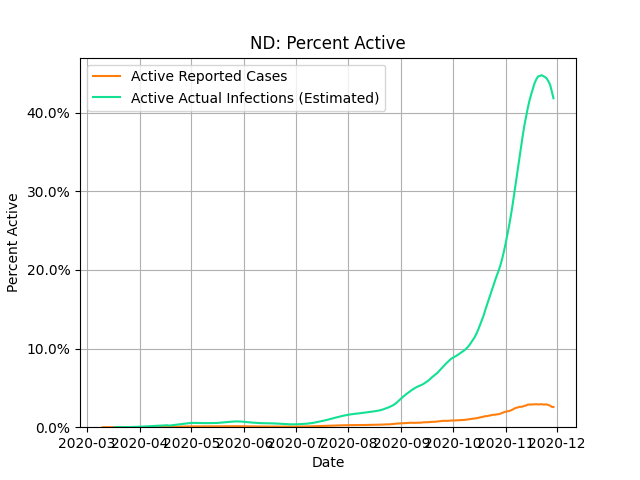 ND: Percent Active
Active Reported Cases
Active Actual Infections (Estimated)
40.0%
30.0%
20.0%
10.0%
0.0%
Percent Active
2020-03 2020-04 2020-05 2020-06 2020-07 2020-08 2020-09 2020-10 2020-11 2020-12
Date